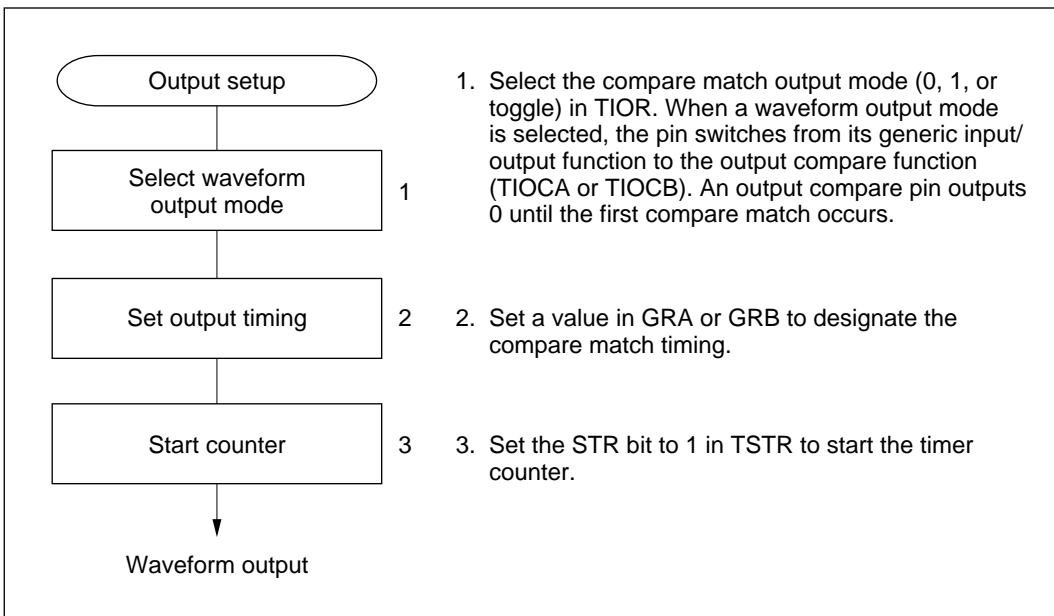 Output setup
1. Select the compare match output mode (0, 1, or
toggle) in TIOR. When a waveform output mode
is selected, the pin switches from its generic input/
output function to the output compare function
(TIOCA or TIOCB). An output compare pin outputs
0 until the first compare match occurs.
Select waveform
output mode
1
Set output timing
2
2. Set a value in GRA or GRB to designate the
compare match timing.
Start counter
3
3. Set the STR bit to 1 in TSTR to start the timer
counter.
Waveform output